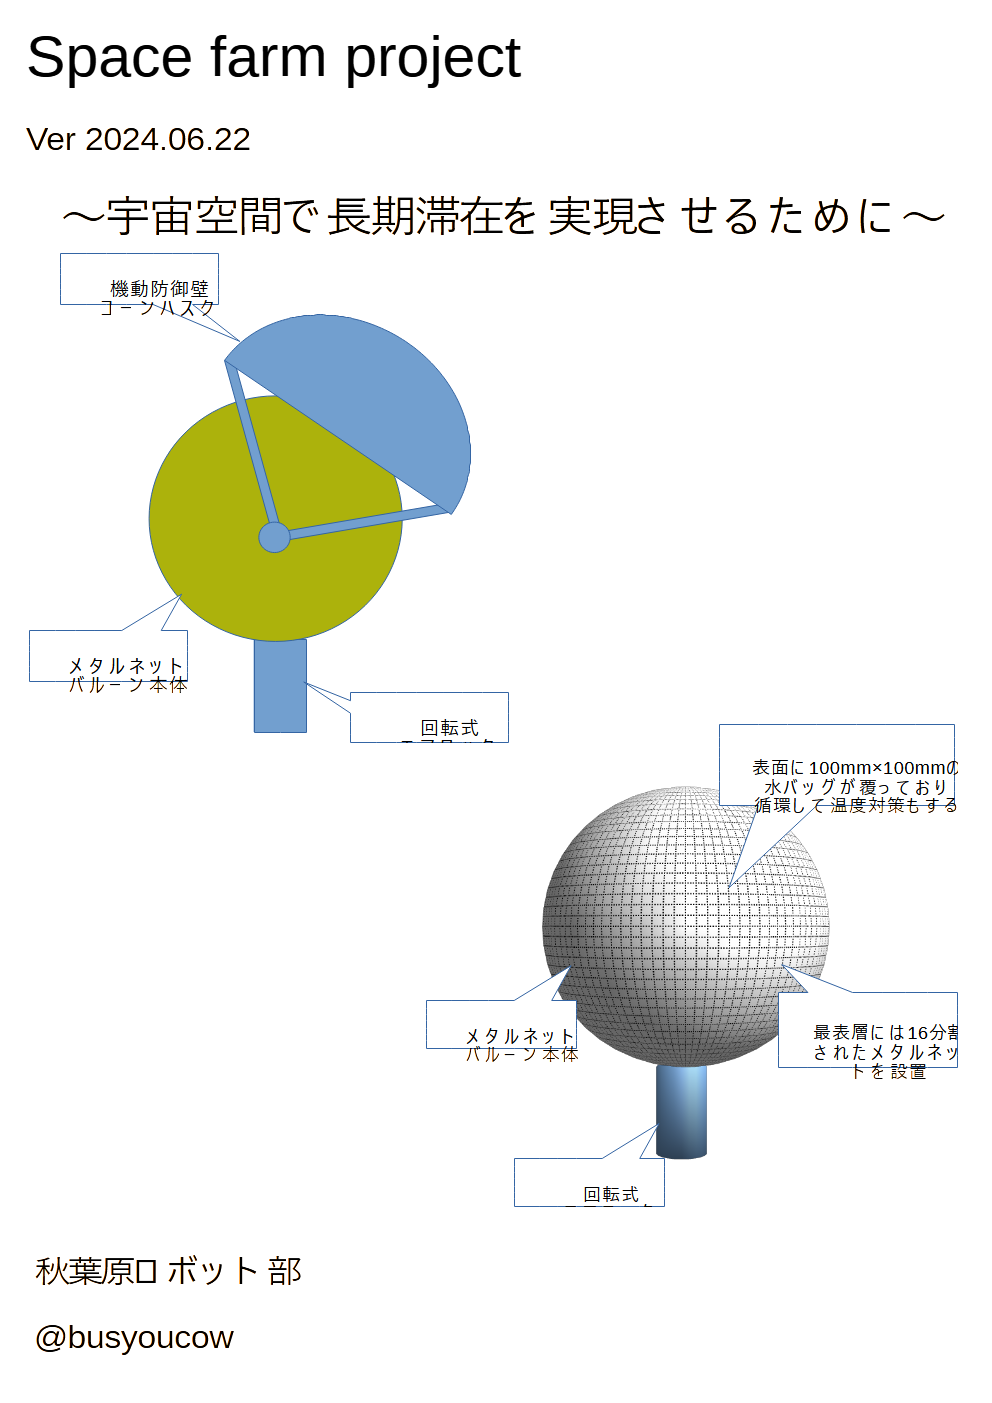 Space farm project
Ver 2024.06.22
～宇宙空間で長期滞在を実現させるために～
機動防御壁
コーンハスク
メタルネット
バルーン本体
回転式
表面に100mm×100mmの
水バッグが覆っており
循環して温度対策もする
メタルネット
バルーン本体
最表層には16分割
されたメタルネッ
トを設置
回転式
秋葉原ロボット部
@busyoucow